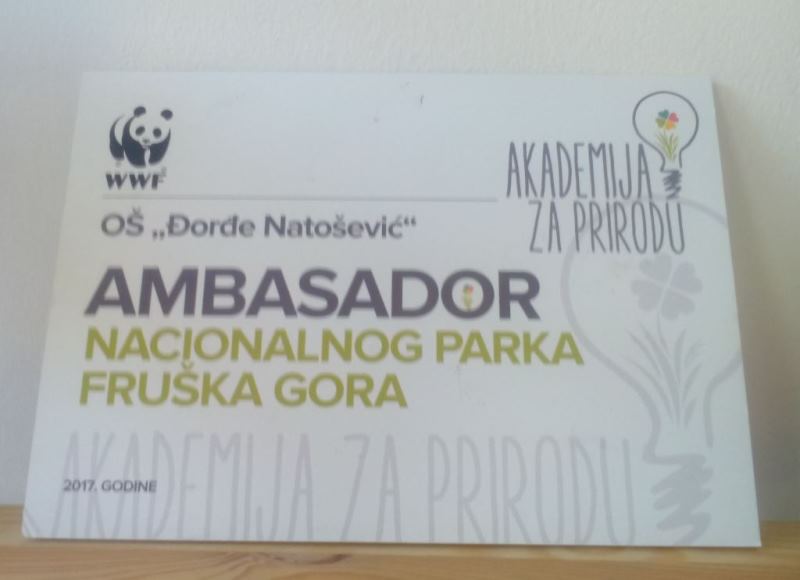 WWF
AKADEMIJA
ZA PRIRODU
OŠ „Đorđe Natošević“
AMBASADOR
NACIONALNOG PARKA
FRUŠKA GORA
AKADEMIJA ZA PRIRODU
2017. GODINE